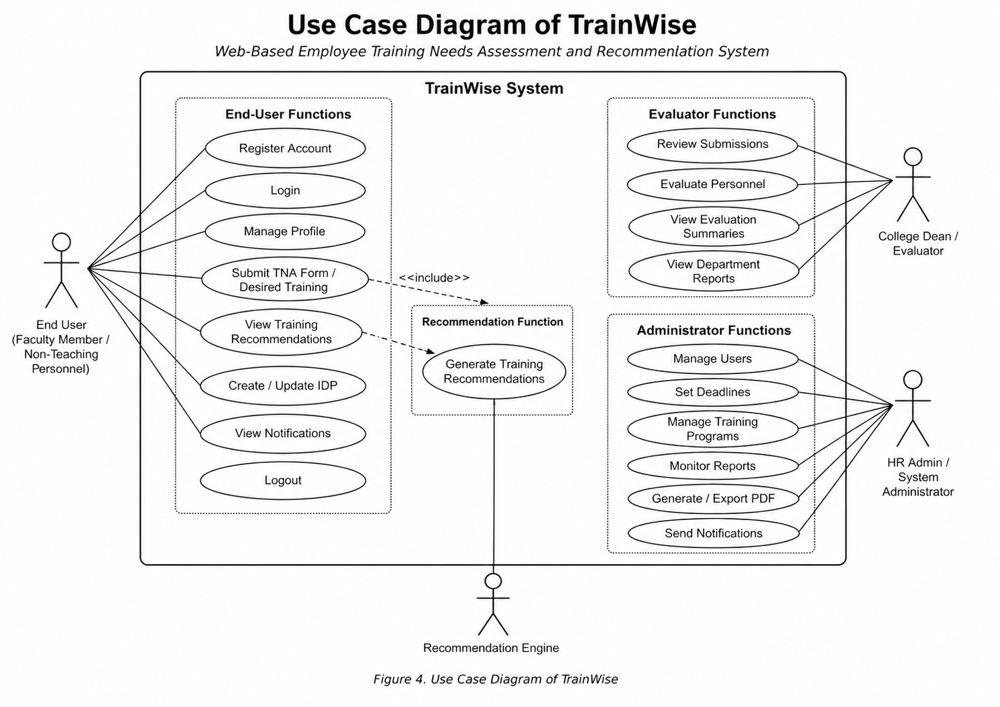 Use Case Diagram of TrainWise
Web-Based Employee Training Needs Assessment and Recommentation System
TrainWise System
End-User Functions
Register Account
Login
Manage Profile
Submit TNA Form /
Desired Training
View Training
Recommendations
Create / Update IDP
View Notifications
Logout
End User
(Faculty Member /
Non-Teaching
Personnel)
<<include>>
Recommendation Function
Generate Training
Recommendations
Recommendation Engine
Evaluator Functions
Review Submissions
Evaluate Personnel
View Evaluation
Summaries
View Department
Reports
College Dean /
Evaluator
Administrator Functions
Manage Users
Set Deadlines
Manage Training
Programs
Monitor Reports
Generate / Export PDF
Send Notifications
HR Admin /
System
Administrator
Figure 4. Use Case Diagram of TrainWise